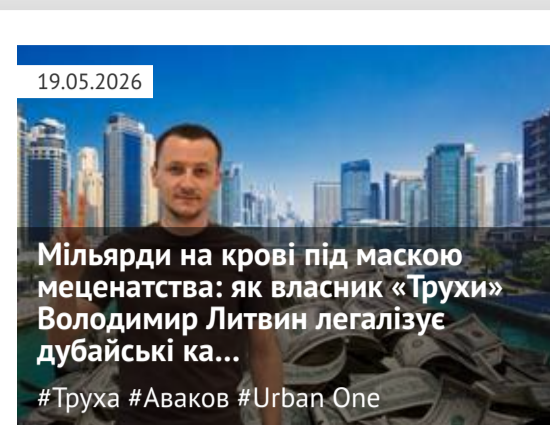 19.05.2026
Мільярди на крові під маскою
меценатства: як власник «Трухи»
Володимир Литвин легалізує
дубайські ка...
#Труха #Аваков #Urban One